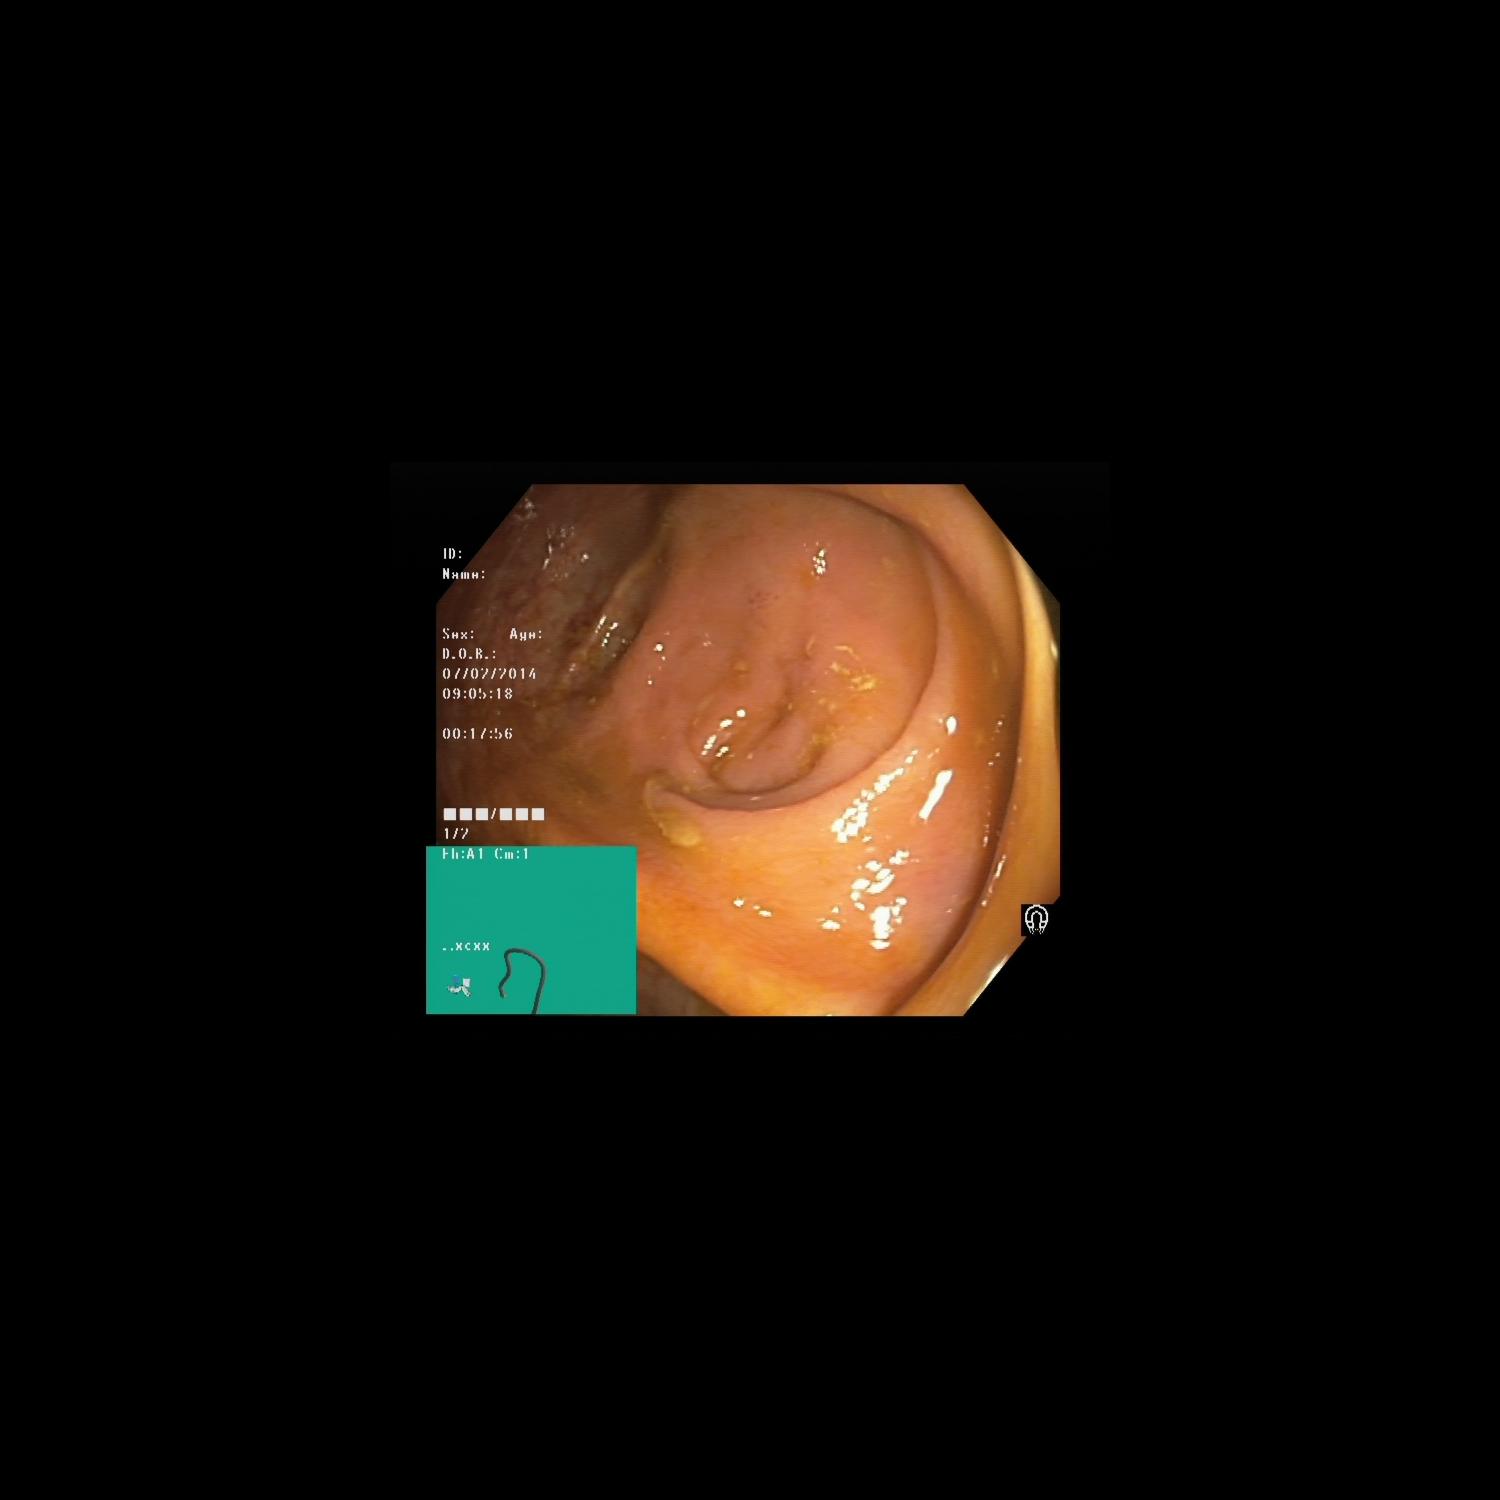 ID:
Name:
Sex: Age:
D.O.B.:
07/02/2014
09:05:18
00:17:56
■■■/■■■
1/2
Eh:A1 Cm:1
..xcxx